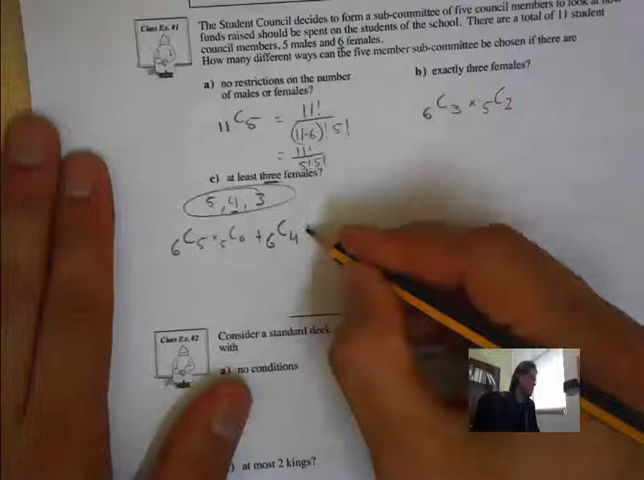 The Student Council decides to form a sub-committee of five council members to look at how
funds raised should be spent on the students of the school. There are a total of 11 student
council members, 5 males and 6 females.
How many different ways can the five member sub-committee be chosen if there are
Class Ex. #1
a) no restrictions on the number
of males or females?
b) exactly three females?
11C5 = 11!
(11-6)! 5!
= 11!
5! 5!
6C3 × 5C2
c) at least three females?
5, 4, 3
6C5 × 5C0 + 6C4
Class Ex. #2
Consider a standard deck
with
a) no conditions
) at most 2 kings?